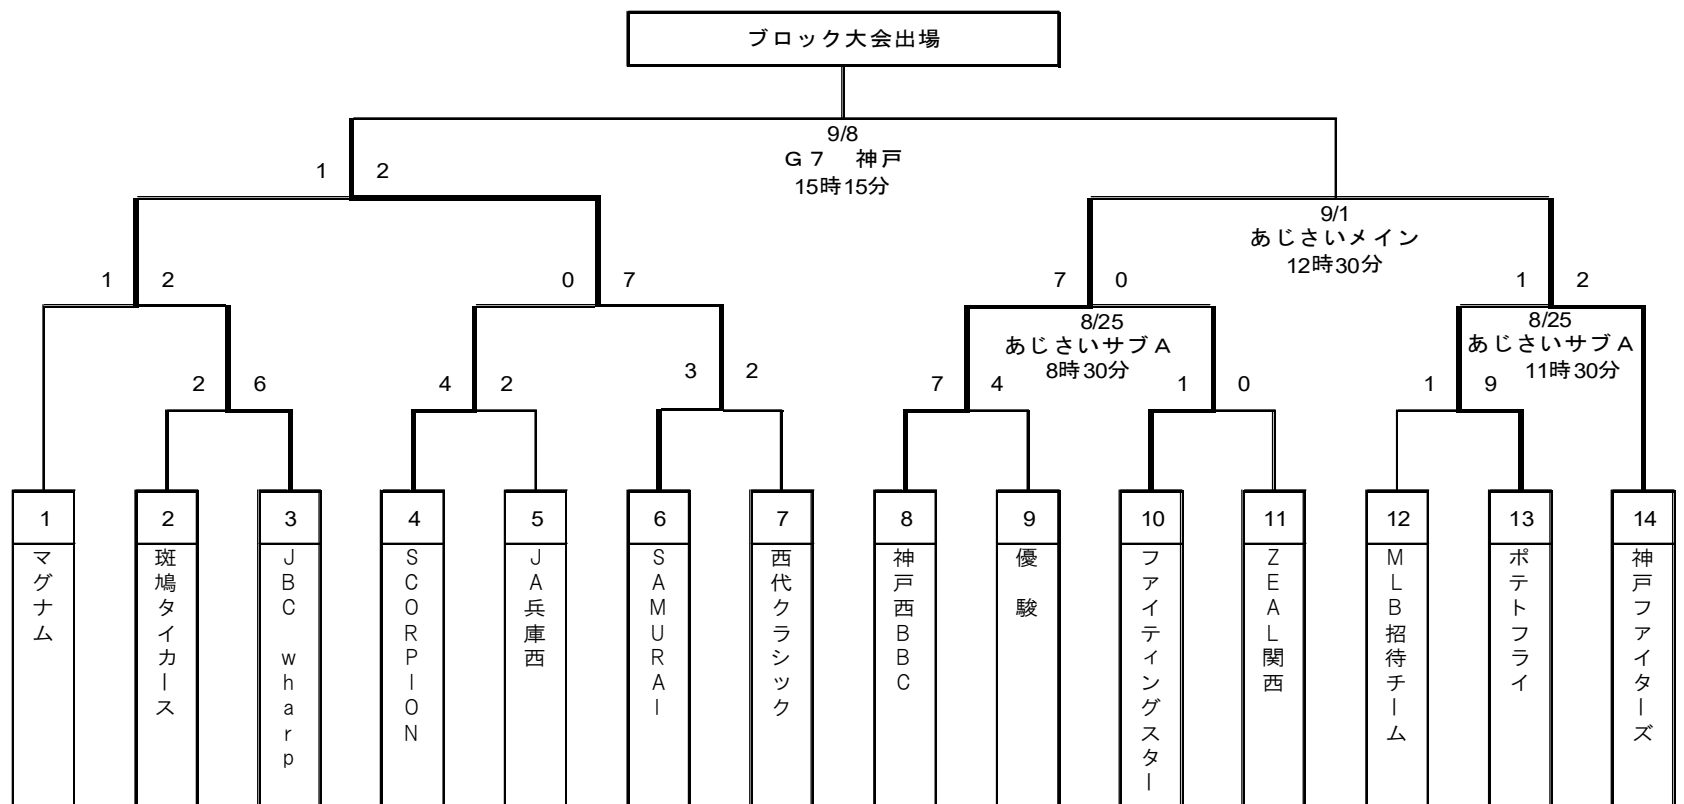 ブロック大会出場
9/8
G7 神戸
15時15分
1 2
9/1
あじさいメイン
12時30分
1 2 0 7 7 0 1 2
8/25
あじさいサブA
8時30分
8/25
あじさいサブA
11時30分
2 6 4 2 3 2 7 4 1 0 1 9
1 2 3 4 5 6 7 8 9 10 11 12 13 14
マグナム
斑鳩タイカース
JBC wharp
SCORPION
JA兵庫西
SAMURAI
西代クラシック
神戸西BBC
優 駿
ファイティングスター
ZEAL関西
MLB招待チーム
ポテトフライ
神戸ファイターズ